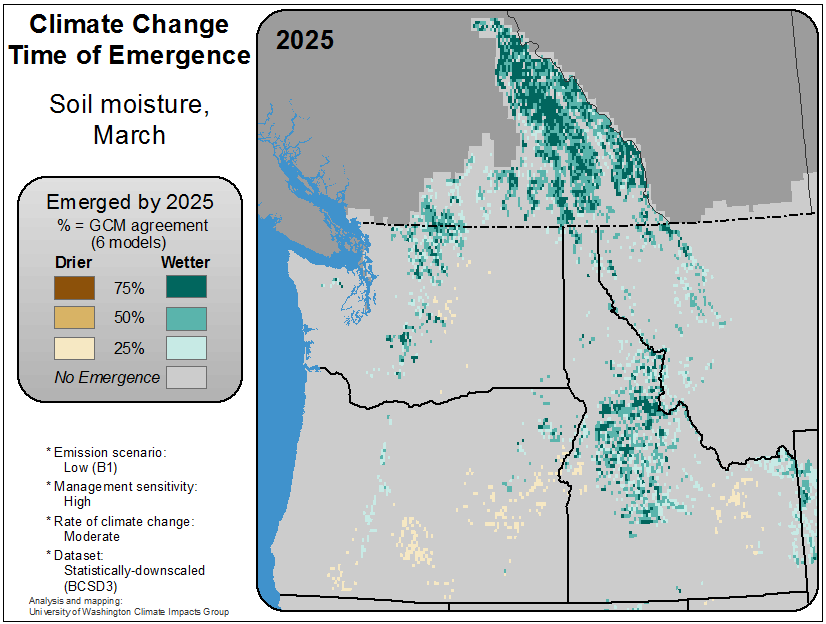 Climate Change
Time of Emergence
Soil moisture,
March
Emerged by 2025
% = GCM agreement
(6 models)
Drier
Wetter
75%
50%
25%
No Emergence
* Emission scenario:
Low (B1)
* Management sensitivity:
High
* Rate of climate change:
Moderate
* Dataset:
Statistically-downscaled
(BCSD3)
Analysis and mapping:
University of Washington Climate Impacts Group
2025